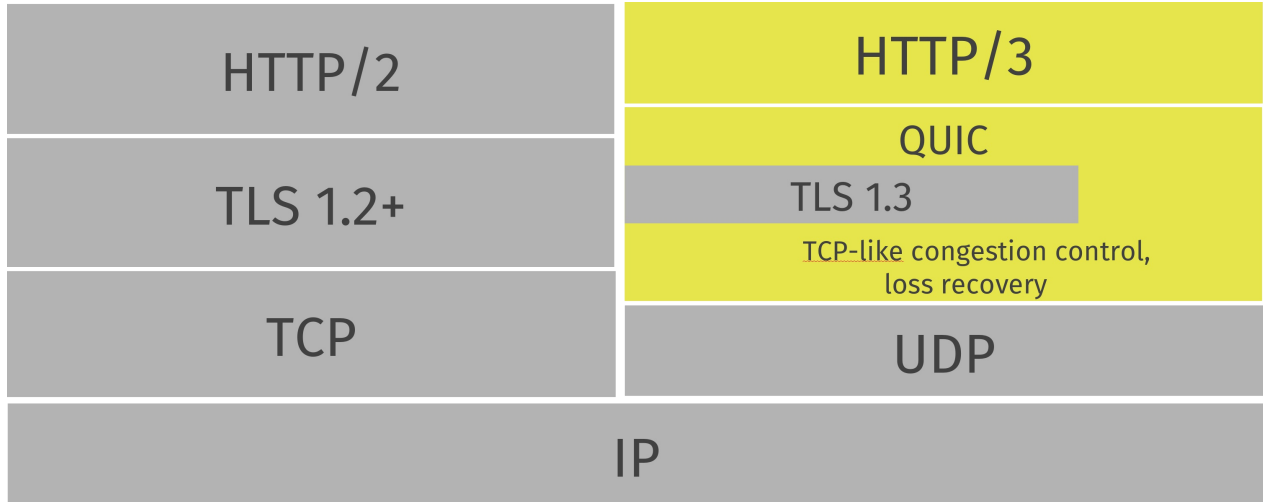 HTTP/2
TLS 1.2+
TCP
HTTP/3
QUIC
TLS 1.3
TCP-like congestion control,
loss recovery
UDP
IP